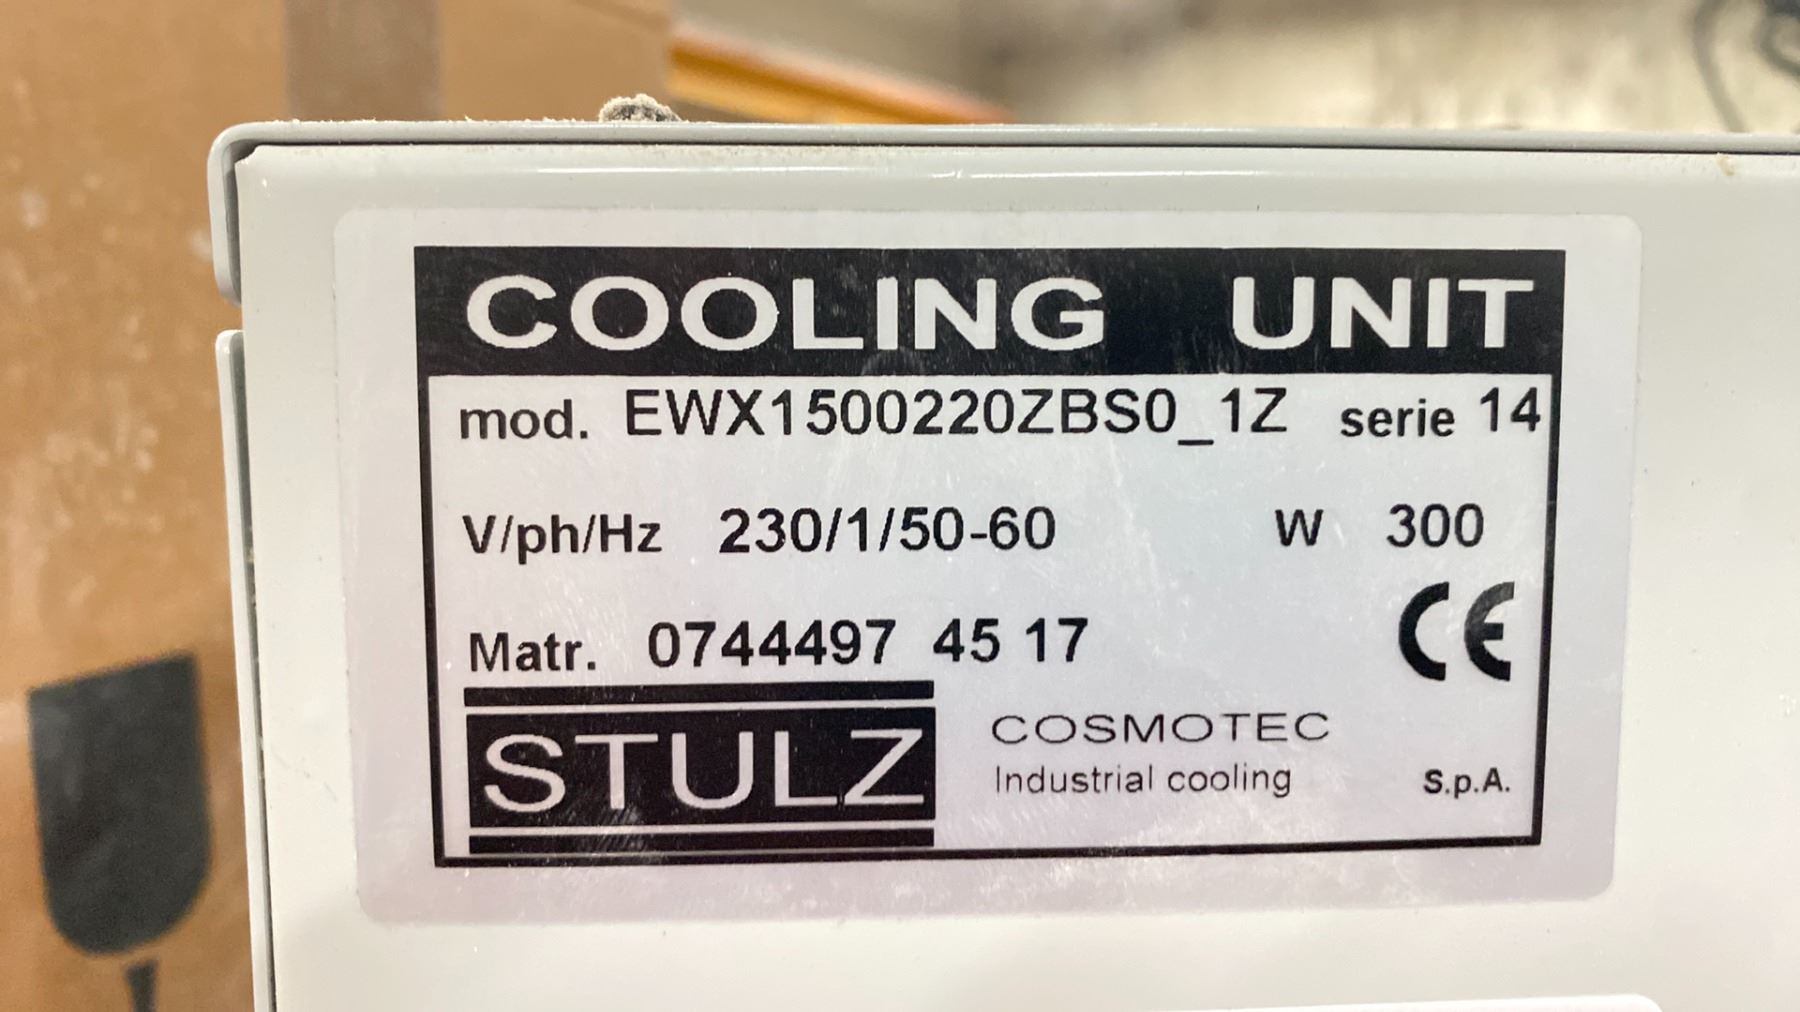 COOLING UNIT
mod. EWX1500220ZBS0_1Z serie 14
V/ph/Hz 230/1/50-60 W 300
Matr. 0744497 45 17
CE
STULZ
COSMOTEC
Industrial cooling S.p.A.